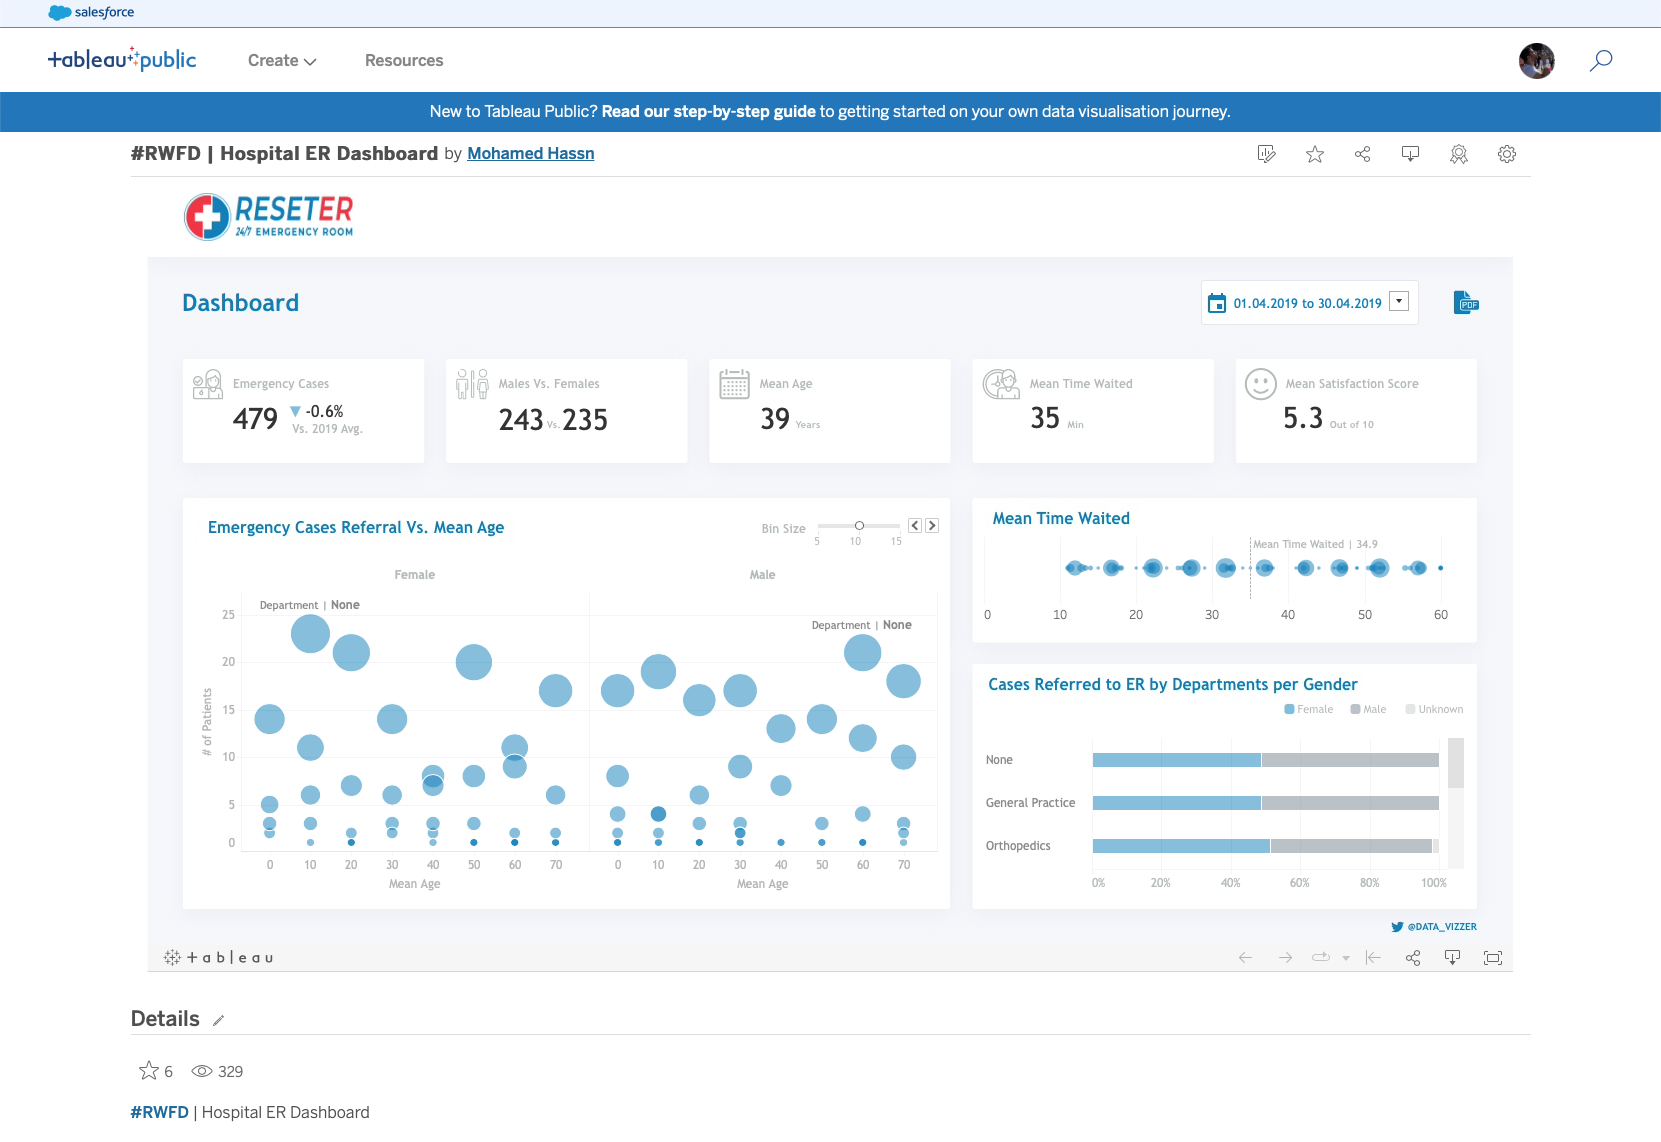 salesforce
tableau public
Create
Resources
New to Tableau Public? Read our step-by-step guide to getting started on your own data visualisation journey.
#RWFD | Hospital ER Dashboard by Mohamed Hassn
RESETER
24/7 EMERGENCY ROOM
Dashboard
01.04.2019 to 30.04.2019
PDF
Emergency Cases
479 ▼ -0.6%
Vs. 2019 Avg.
Males Vs. Females
243 Vs. 235
Mean Age
39 Years
Mean Time Waited
35 Min
Mean Satisfaction Score
5.3 Out of 10
Emergency Cases Referral Vs. Mean Age
Bin Size
5 10 15
Female Male
Department | None
Department | None
# of Patients
25
20
15
10
5
0
0 10 20 30 40 50 60 70 0 10 20 30 40 50 60 70
Mean Age Mean Age
Mean Time Waited
Mean Time Waited | 34.9
0 10 20 30 40 50 60
Cases Referred to ER by Departments per Gender
Female Male Unknown
None
General Practice
Orthopedics
0% 20% 40% 60% 80% 100%
@DATA_VIZZER
+ a b | e a u
Details
6 329
#RWFD | Hospital ER Dashboard